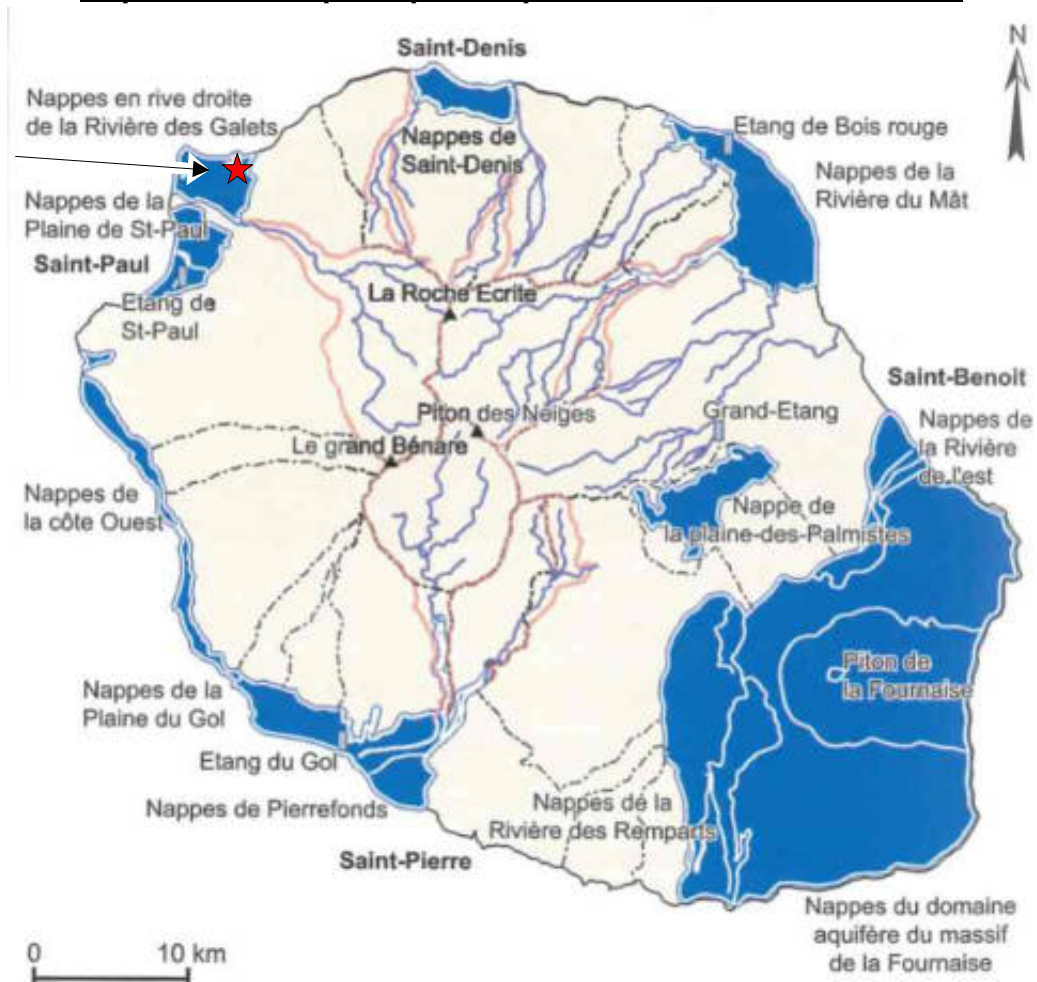 N
Saint-Denis
Nappes en rive droite
de la Rivière des Galets
Nappes de
Saint-Denis
Etang de Bois rouge
Nappes de la
Rivière du Mât
Nappes de la
Plaine de St-Paul
Saint-Paul
Etang de
St-Paul
La Roche Ecrite
Saint-Benoit
Piton des Neiges
Grand-Etang
Nappes de
la Rivière
de l'est
Le grand Bénare
Nappes de
la côte Ouest
Nappe de
la plaine-des-Palmistes
Piton de
la Fournaise
Nappes de la
Plaine du Gol
Etang du Gol
Nappes de Pierrefonds
Nappes de la
Rivière des Remparts
Saint-Pierre
Nappes du domaine
aquifère du massif
de la Fournaise
0 10 km